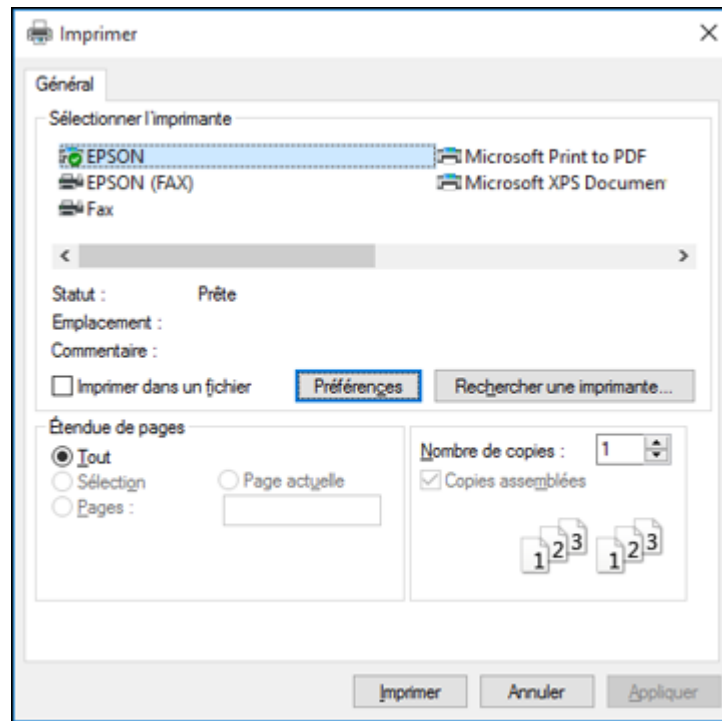 Imprimer
Général
Sélectionner l'imprimante
EPSON
Microsoft Print to PDF
EPSON (FAX)
Microsoft XPS Documen
Fax
Statut : Prête
Emplacement :
Commentaire :
Imprimer dans un fichier
Préférences
Rechercher une imprimante...
Étendue de pages
Tout
Sélection
Page actuelle
Pages :
Nombre de copies : 1
Copies assemblées
1 2 3 1 2 3
Imprimer
Annuler
Appliquer